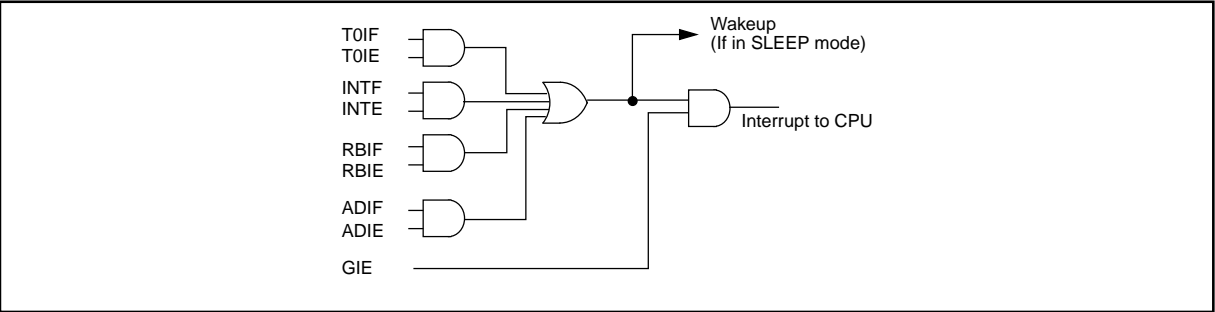 T0IF
T0IE
INTF
INTE
RBIF
RBIE
ADIF
ADIE
GIE
Wakeup
(If in SLEEP mode)
Interrupt to CPU